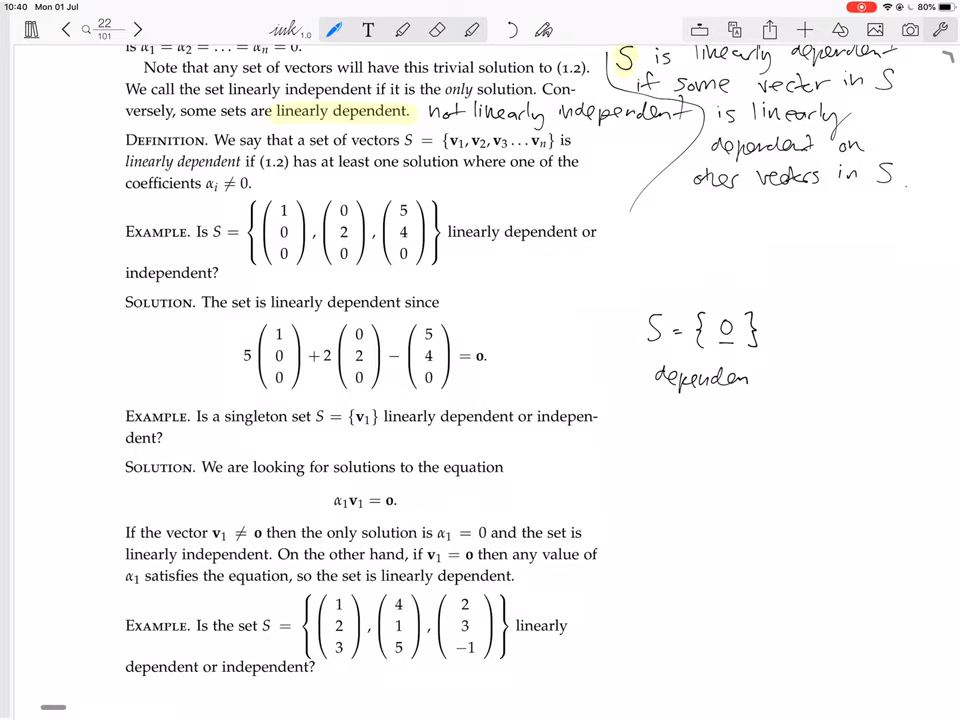 10:40 Mon 01 Jul
80%
22
101
ink 1.0
T
is α₁ = α₂ = … = αₙ = 0.
Note that any set of vectors will have this trivial solution to (1.2).
We call the set linearly independent if it is the only solution. Con-
versely, some sets are linearly dependent.
not linearly independent
S is linearly dependent
if some vector in S
is linearly
dependent on
other vectors in S.
DEFINITION. We say that a set of vectors S = {v₁, v₂, v₃ … vₙ} is
linearly dependent if (1.2) has at least one solution where one of the
coefficients αᵢ ≠ 0.
EXAMPLE. Is S = { (1 0 0), (0 2 0), (5 4 0) } linearly dependent or
independent?
SOLUTION. The set is linearly dependent since
5 (1 0 0) + 2 (0 2 0) − (5 4 0) = o.
S = { 0 }
dependen
EXAMPLE. Is a singleton set S = {v₁} linearly dependent or indepen-
dent?
SOLUTION. We are looking for solutions to the equation
α₁v₁ = o.
If the vector v₁ ≠ o then the only solution is α₁ = 0 and the set is
linearly independent. On the other hand, if v₁ = o then any value of
α₁ satisfies the equation, so the set is linearly dependent.
EXAMPLE. Is the set S = { (1 2 3), (4 1 5), (2 3 −1) } linearly
dependent or independent?